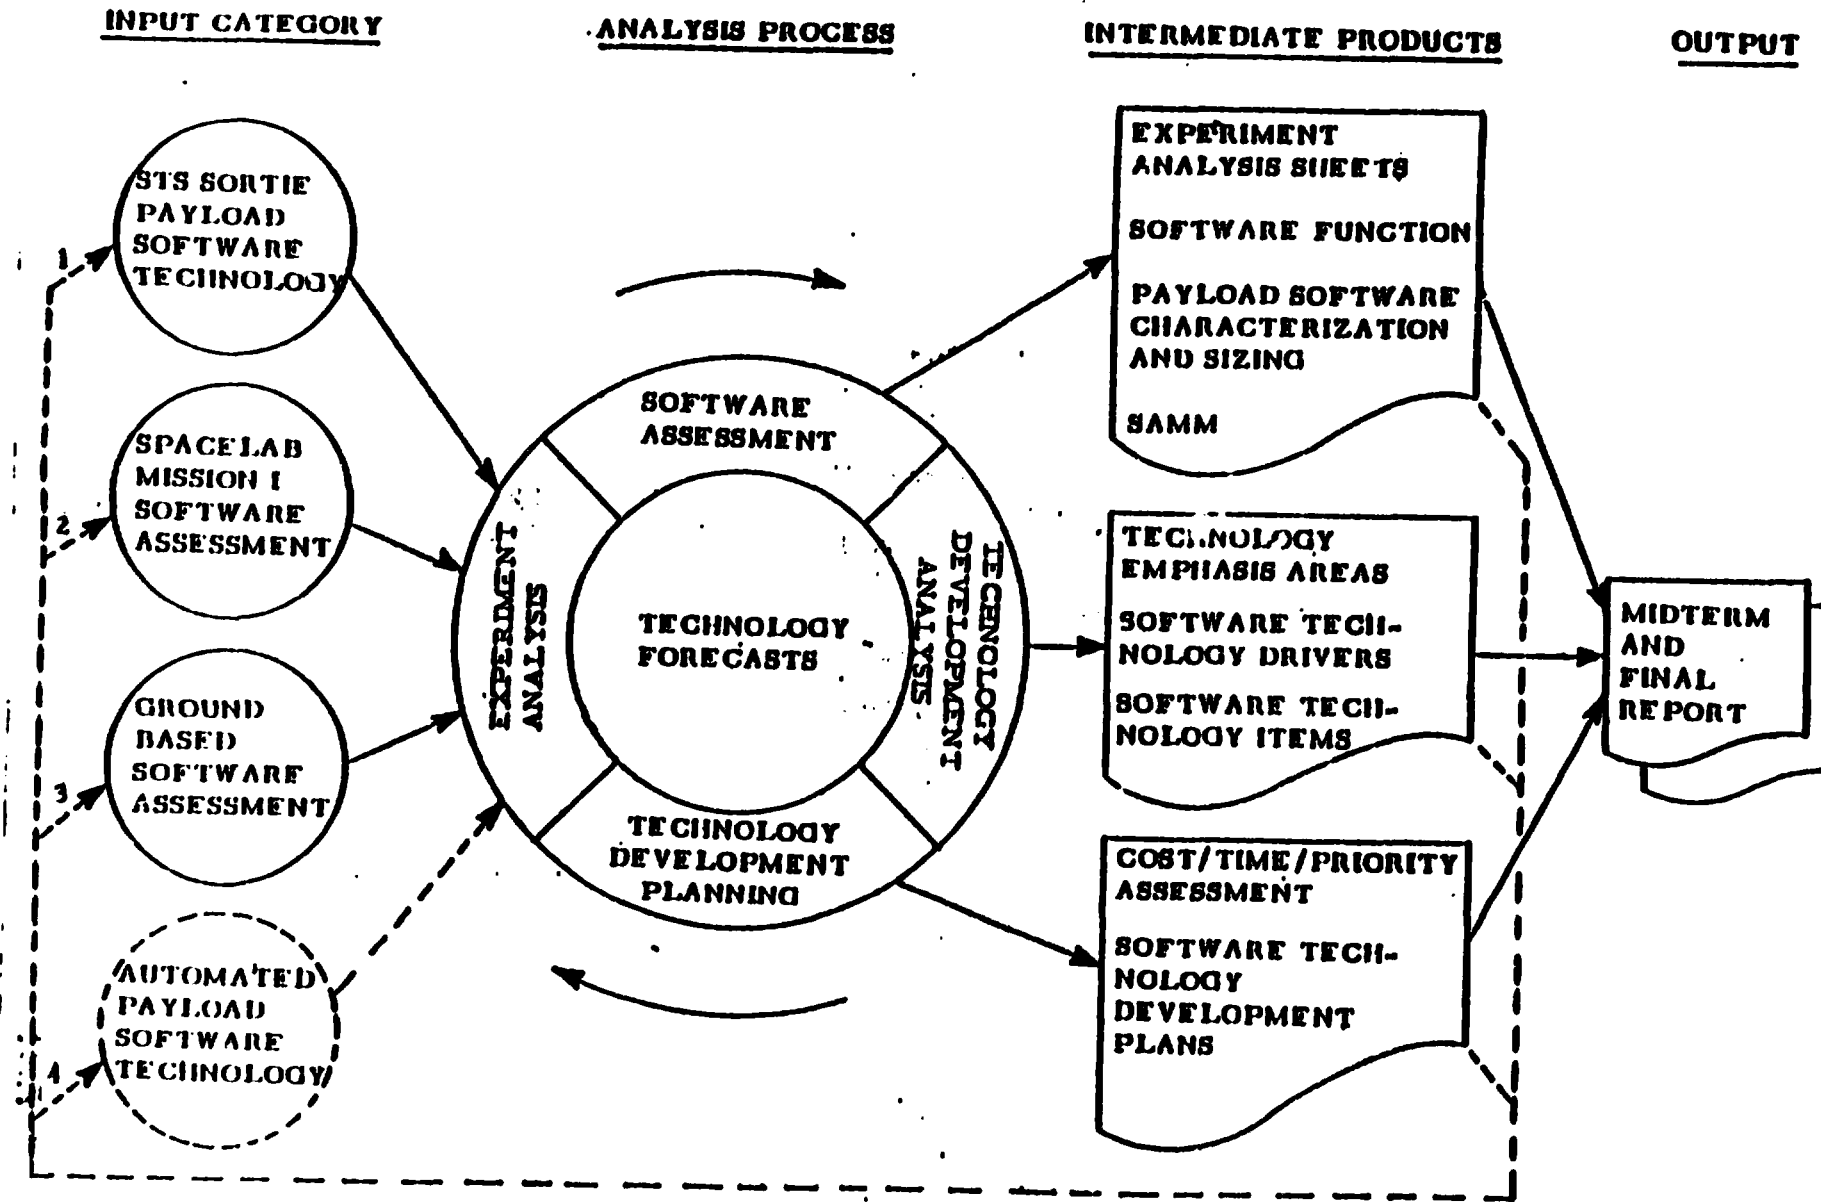 INPUT CATEGORY
ANALYSIS PROCESS
INTERMEDIATE PRODUCTS
OUTPUT
1
STS SORTIE
PAYLOAD
SOFTWARE
TECHNOLOGY
2
SPACELAB
MISSION I
SOFTWARE
ASSESSMENT
3
GROUND
BASED
SOFTWARE
ASSESSMENT
4
AUTOMATED
PAYLOAD
SOFTWARE
TECHNOLOGY
SOFTWARE
ASSESSMENT
EXPERIMENT
ANALYSIS
TECHNOLOGY
FORECASTS
TECHNOLOGY
DEVELOPMENT
ANALYSIS
TECHNOLOGY
DEVELOPMENT
PLANNING
EXPERIMENT
ANALYSIS SHEETS
SOFTWARE FUNCTION
PAYLOAD SOFTWARE
CHARACTERIZATION
AND SIZING
SAMM
TECHNOLOGY
EMPHASIS AREAS
SOFTWARE TECH-
NOLOGY DRIVERS
SOFTWARE TECH-
NOLOGY ITEMS
COST/TIME/PRIORITY
ASSESSMENT
SOFTWARE TECH-
NOLOGY
DEVELOPMENT
PLANS
MIDTERM
AND
FINAL
REPORT